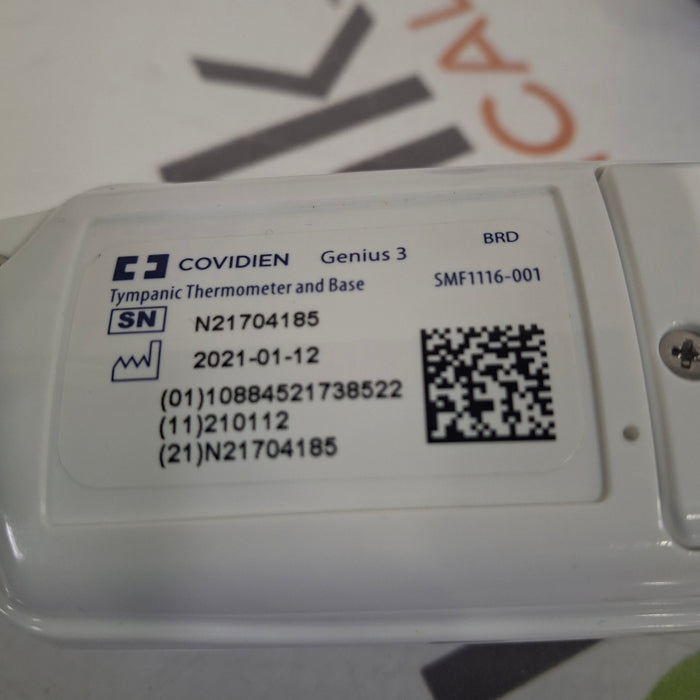 CAL
COVIDIEN Genius 3 BRD
Tympanic Thermometer and Base SMF1116-001
SN N21704185
2021-01-12
(01)10884521738522
(11)210112
(21)N21704185